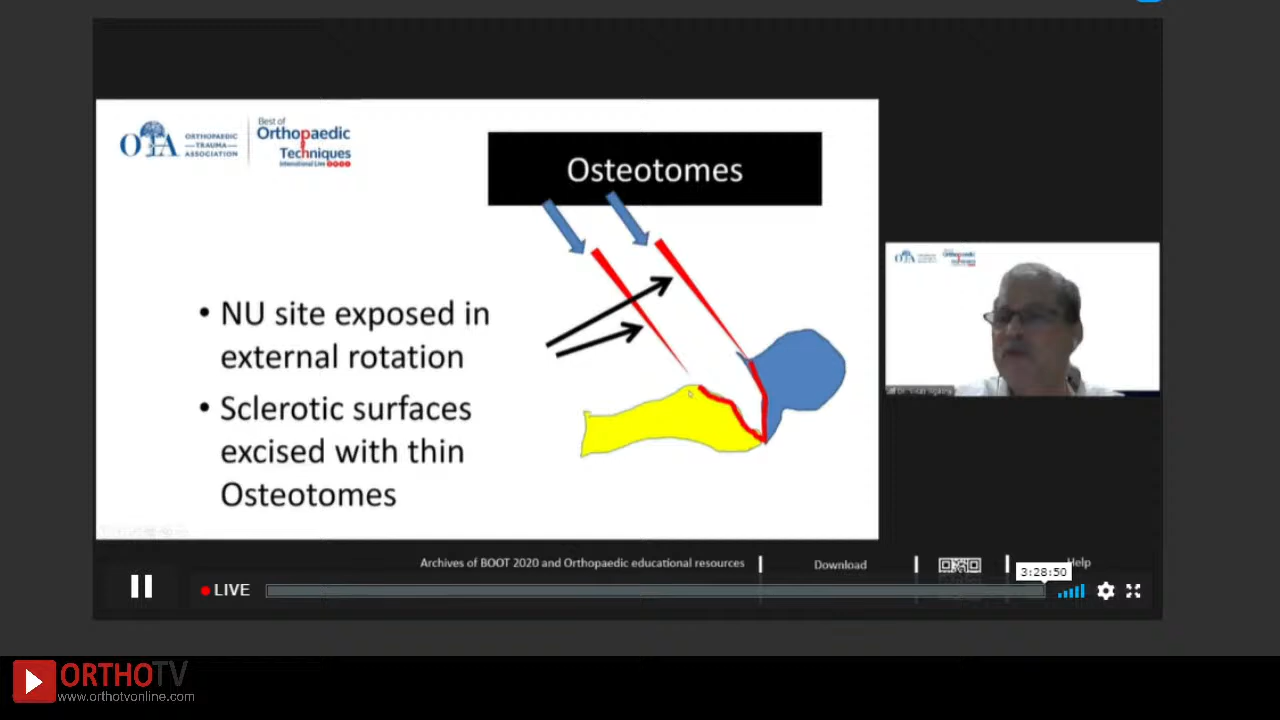 OTA
ORTHOPAEDIC
TRAUMA
ASSOCIATION
Best of
Orthopaedic
Techniques
International Live
Osteotomes
• NU site exposed in
external rotation
• Sclerotic surfaces
excised with thin
Osteotomes
Archives of BOOT 2020 and Orthopaedic educational resources
Download
Help
3:28:50
LIVE
ORTHOTV
www.orthotvonline.com